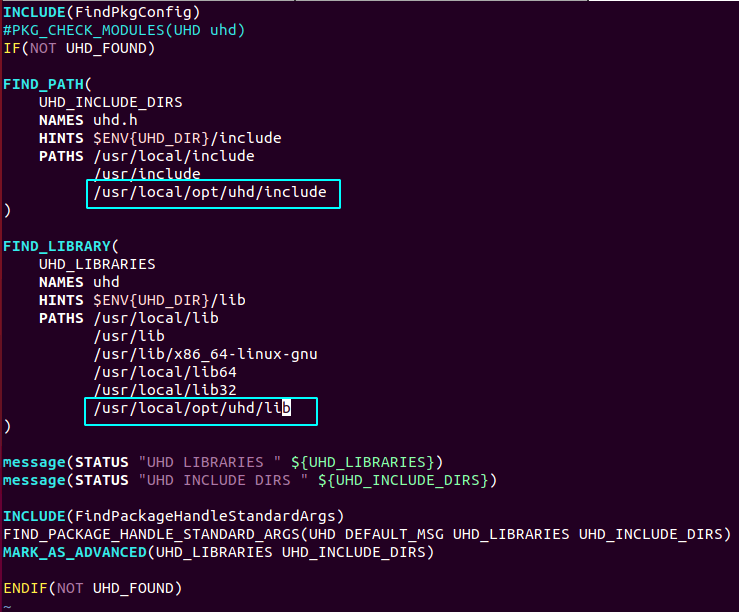 INCLUDE(FindPkgConfig)
#PKG_CHECK_MODULES(UHD uhd)
IF(NOT UHD_FOUND)
FIND_PATH(
UHD_INCLUDE_DIRS
NAMES uhd.h
HINTS $ENV{UHD_DIR}/include
PATHS /usr/local/include
/usr/include
/usr/local/opt/uhd/include
)
FIND_LIBRARY(
UHD_LIBRARIES
NAMES uhd
HINTS $ENV{UHD_DIR}/lib
PATHS /usr/local/lib
/usr/lib
/usr/lib/x86_64-linux-gnu
/usr/local/lib64
/usr/local/lib32
/usr/local/opt/uhd/lib
)
message(STATUS "UHD LIBRARIES " ${UHD_LIBRARIES})
message(STATUS "UHD INCLUDE DIRS " ${UHD_INCLUDE_DIRS})
INCLUDE(FindPackageHandleStandardArgs)
FIND_PACKAGE_HANDLE_STANDARD_ARGS(UHD DEFAULT_MSG UHD_LIBRARIES UHD_INCLUDE_DIRS)
MARK_AS_ADVANCED(UHD_LIBRARIES UHD_INCLUDE_DIRS)
ENDIF(NOT UHD_FOUND)
~